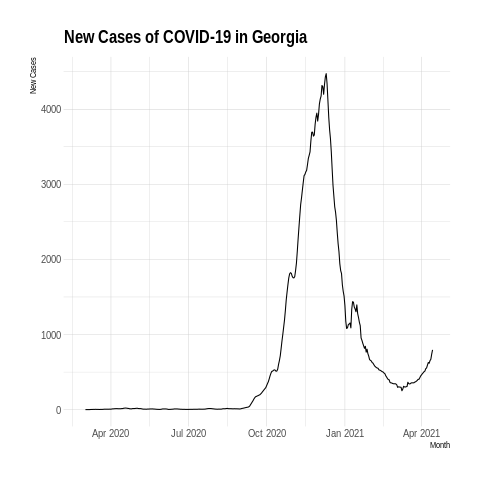 New Cases of COVID-19 in Georgia
New Cases
4000
3000
2000
1000
0
Apr 2020 Jul 2020 Oct 2020 Jan 2021 Apr 2021
Month